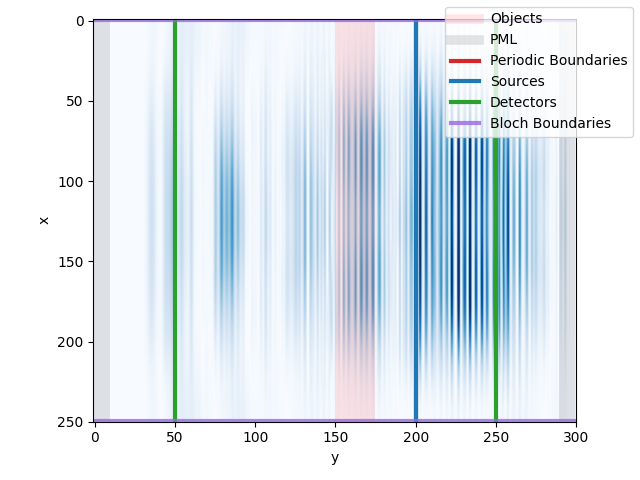 Objects
PML
Periodic Boundaries
Sources
Detectors
Bloch Boundaries
0
50
100
150
200
250
x
0
50
100
150
200
250
300
y